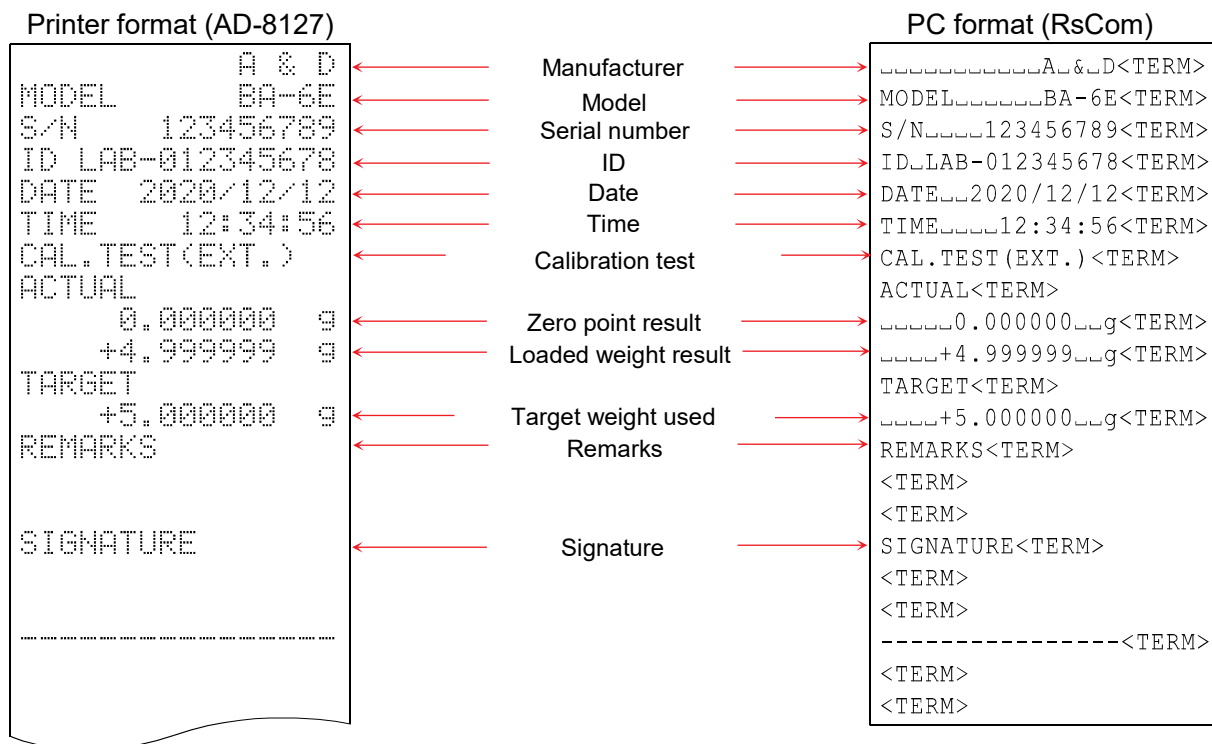 Printer format (AD-8127)
A & D
MODEL BA-6E
S/N 123456789
ID LAB-012345678
DATE 2020/12/12
TIME 12:34:56
CAL.TEST(EXT.)
ACTUAL
0.000000 g
+4.999999 g
TARGET
+5.000000 g
REMARKS
SIGNATURE
----------------
Manufacturer
Model
Serial number
ID
Date
Time
Calibration test
Zero point result
Loaded weight result
Target weight used
Remarks
Signature
PC format (RsCom)
␣␣␣␣␣␣␣␣␣␣␣A␣&␣D<TERM>
MODEL␣␣␣␣␣␣BA-6E<TERM>
S/N␣␣␣␣123456789<TERM>
ID␣LAB-012345678<TERM>
DATE␣␣2020/12/12<TERM>
TIME␣␣␣␣12:34:56<TERM>
CAL.TEST(EXT.)<TERM>
ACTUAL<TERM>
␣␣␣␣␣0.000000␣␣g<TERM>
␣␣␣␣+4.999999␣␣g<TERM>
TARGET<TERM>
␣␣␣␣+5.000000␣␣g<TERM>
REMARKS<TERM>
<TERM>
<TERM>
SIGNATURE<TERM>
<TERM>
<TERM>
----------------<TERM>
<TERM>
<TERM>